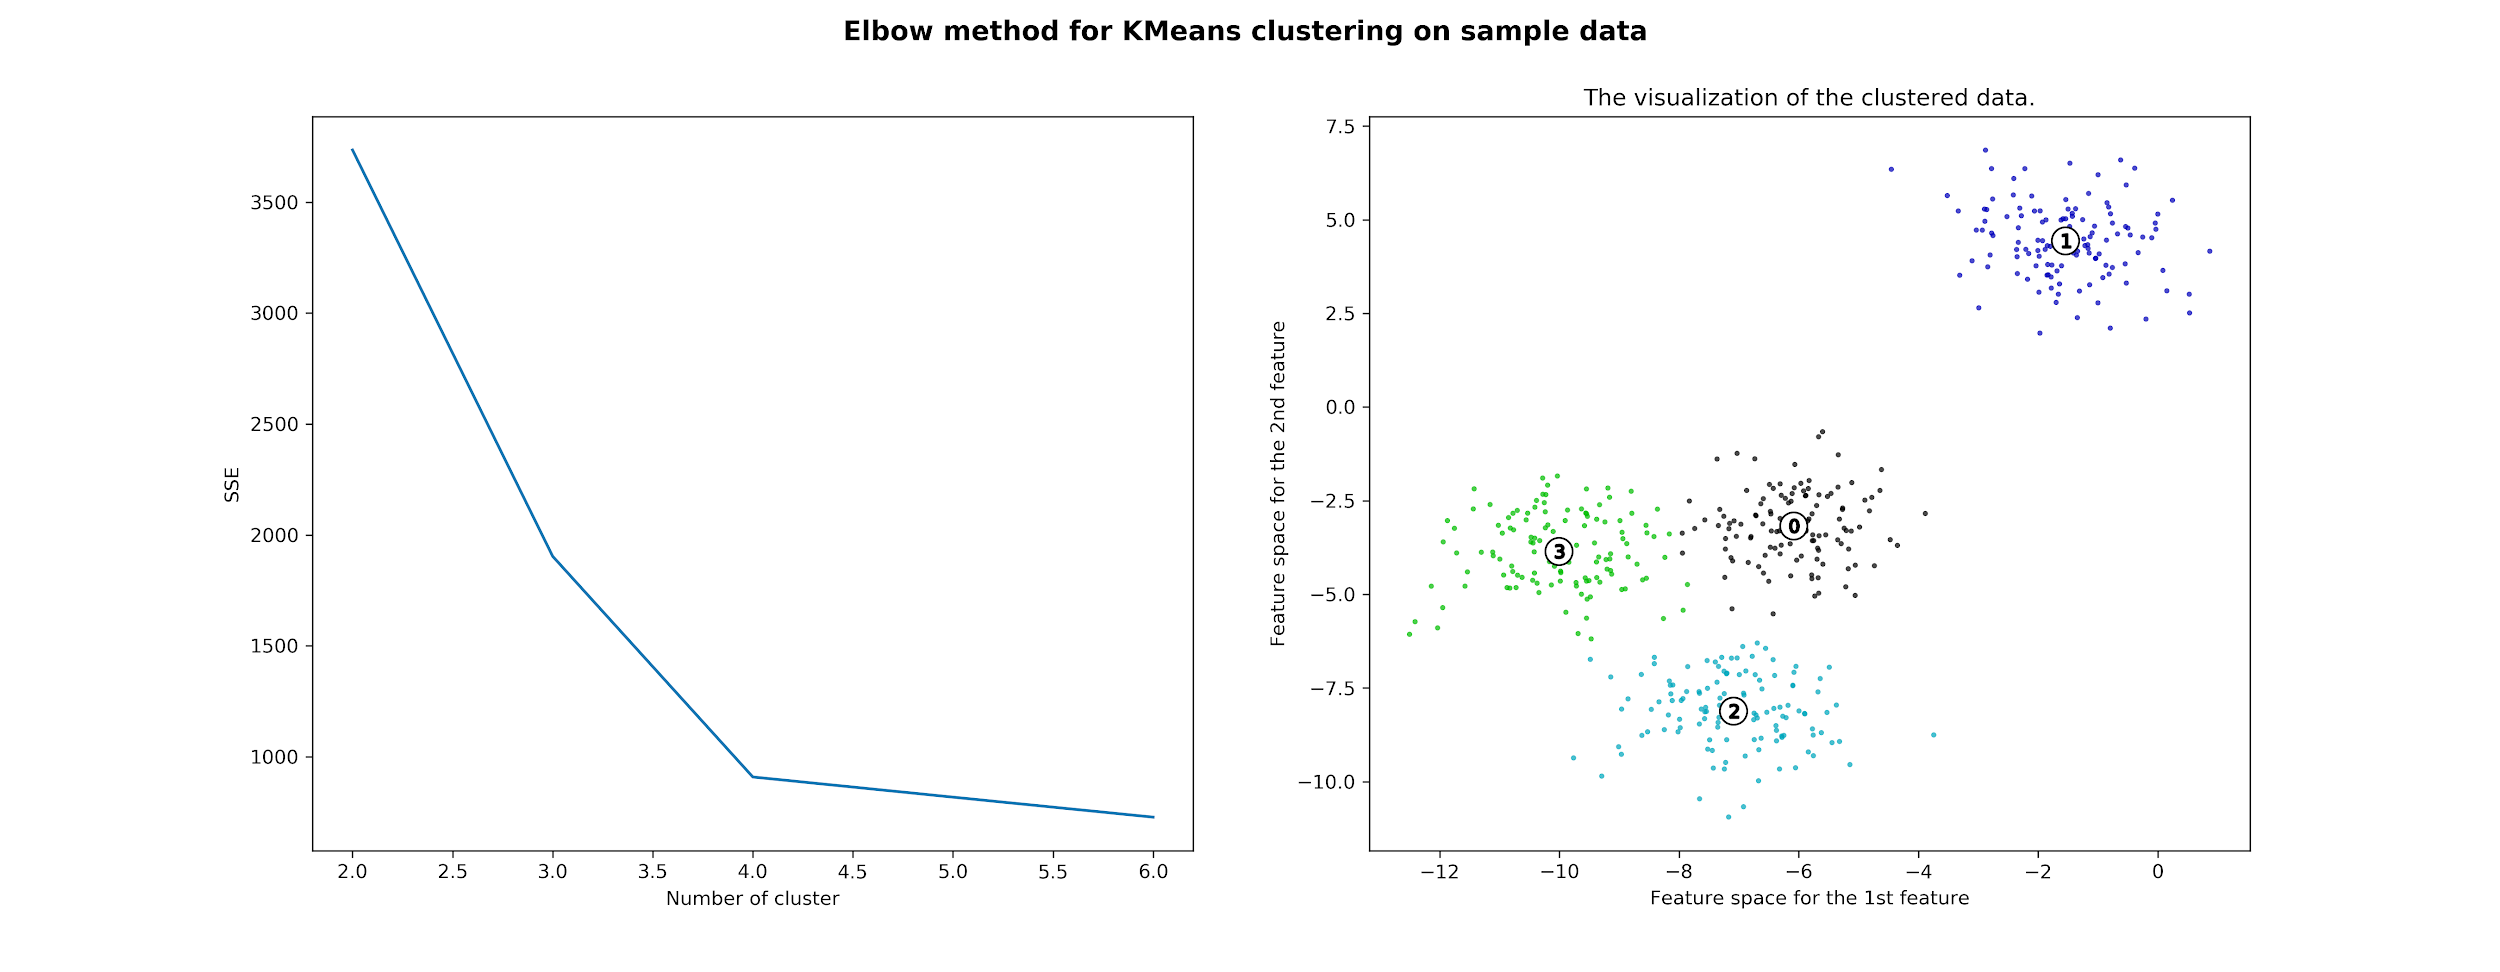 Elbow method for KMeans clustering on sample data
3500
3000
2500
2000
1500
1000
SSE
2.0 2.5 3.0 3.5 4.0 4.5 5.0 5.5 6.0
Number of cluster
The visualization of the clustered data.
7.5
5.0
2.5
0.0
−2.5
−5.0
−7.5
−10.0
Feature space for the 2nd feature
1
0
3
2
−12 −10 −8 −6 −4 −2 0
Feature space for the 1st feature